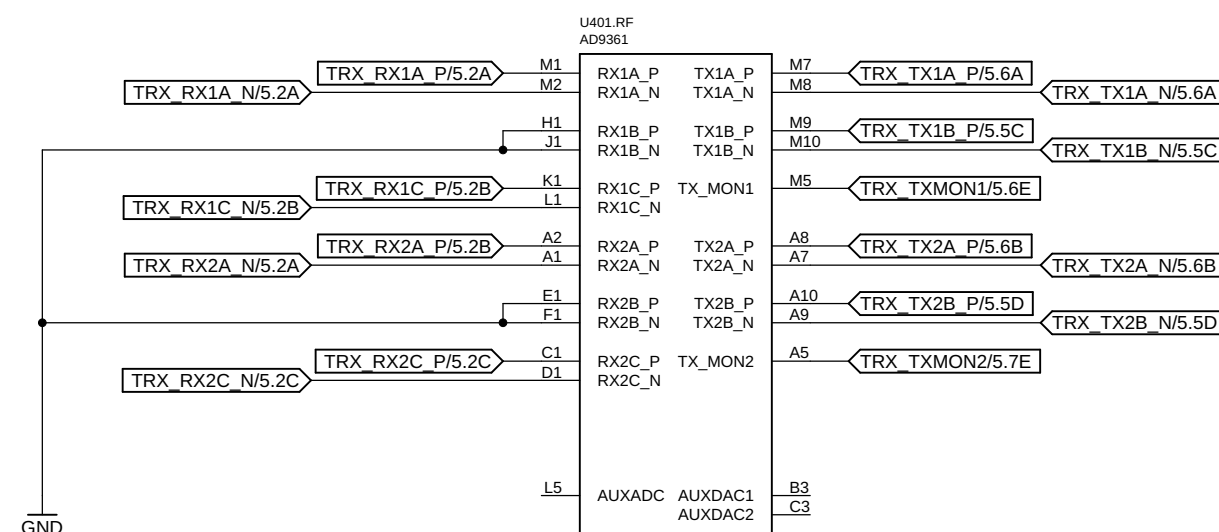 U401.RF
AD9361
TRX_RX1A_P/5.2A M1 RX1A_P TX1A_P M7 TRX_TX1A_P/5.6A
TRX_RX1A_N/5.2A M2 RX1A_N TX1A_N M8 TRX_TX1A_N/5.6A
H1 RX1B_P TX1B_P M9 TRX_TX1B_P/5.5C
J1 RX1B_N TX1B_N M10 TRX_TX1B_N/5.5C
TRX_RX1C_P/5.2B K1 RX1C_P TX_MON1 M5 TRX_TXMON1/5.6E
TRX_RX1C_N/5.2B L1 RX1C_N
TRX_RX2A_P/5.2B A2 RX2A_P TX2A_P A8 TRX_TX2A_P/5.6B
TRX_RX2A_N/5.2A A1 RX2A_N TX2A_N A7 TRX_TX2A_N/5.6B
E1 RX2B_P TX2B_P A10 TRX_TX2B_P/5.5D
F1 RX2B_N TX2B_N A9 TRX_TX2B_N/5.5D
TRX_RX2C_P/5.2C C1 RX2C_P TX_MON2 A5 TRX_TXMON2/5.7E
TRX_RX2C_N/5.2C D1 RX2C_N
L5 AUXADC AUXDAC1 B3
AUXDAC2 C3
GND